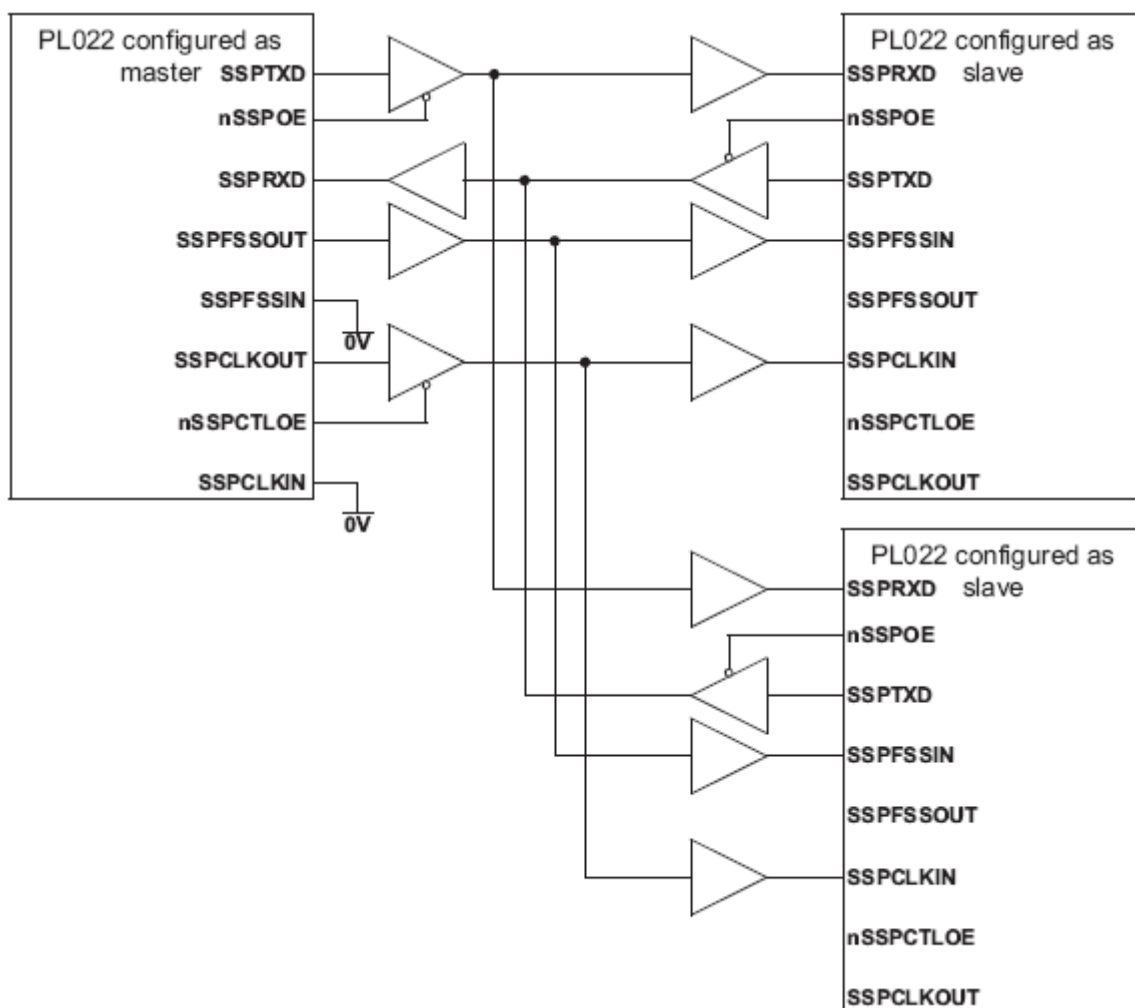 PL022 configured as
master SSPTXD
nSSPOE
SSPRXD
SSPFSSOUT
SSPFSSIN
0V
SSPCLKOUT
nSSPCTLOE
SSPCLKIN
0V
PL022 configured as
SSPRXD slave
nSSPOE
SSPTXD
SSPFSSIN
SSPFSSOUT
SSPCLKIN
nSSPCTLOE
SSPCLKOUT
PL022 configured as
SSPRXD slave
nSSPOE
SSPTXD
SSPFSSIN
SSPFSSOUT
SSPCLKIN
nSSPCTLOE
SSPCLKOUT